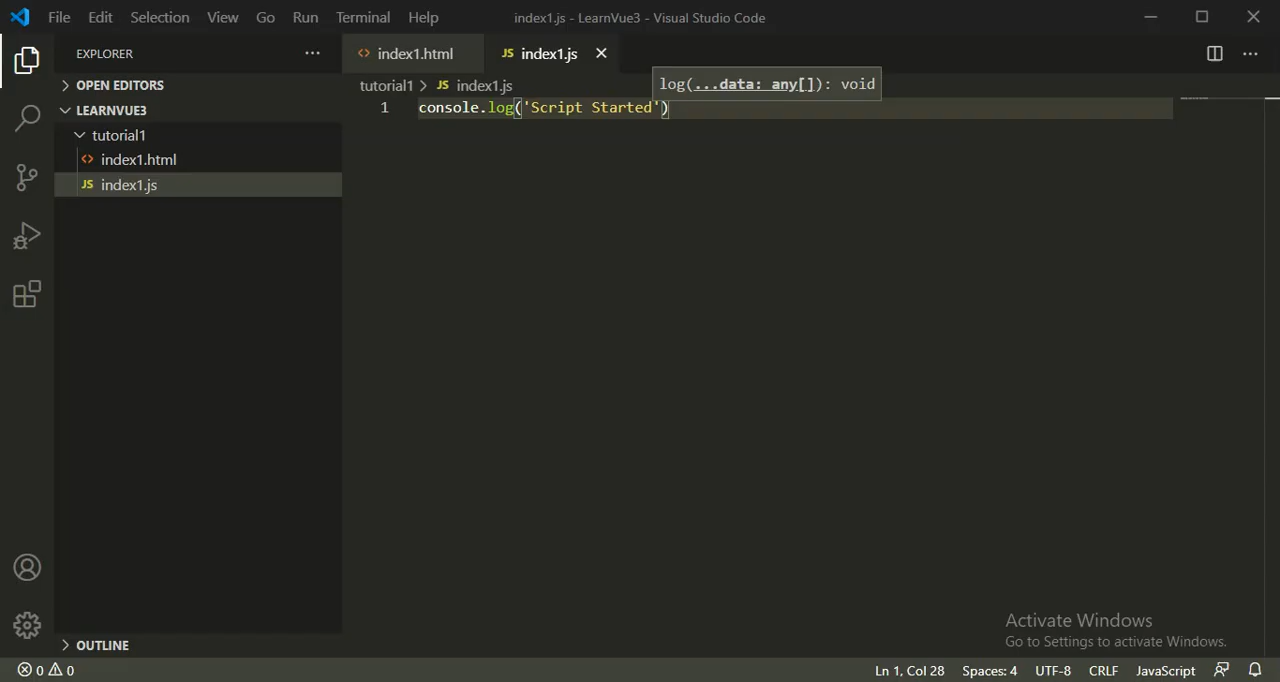 File Edit Selection View Go Run Terminal Help
index1.js - LearnVue3 - Visual Studio Code
EXPLORER
OPEN EDITORS
LEARNVUE3
tutorial1
index1.html
JS index1.js
OUTLINE
index1.html
JS index1.js
tutorial1 > JS index1.js
log(...data: any[]): void
1 console.log('Script Started')
Activate Windows
Go to Settings to activate Windows.
0 0
Ln 1, Col 28 Spaces: 4 UTF-8 CRLF JavaScript